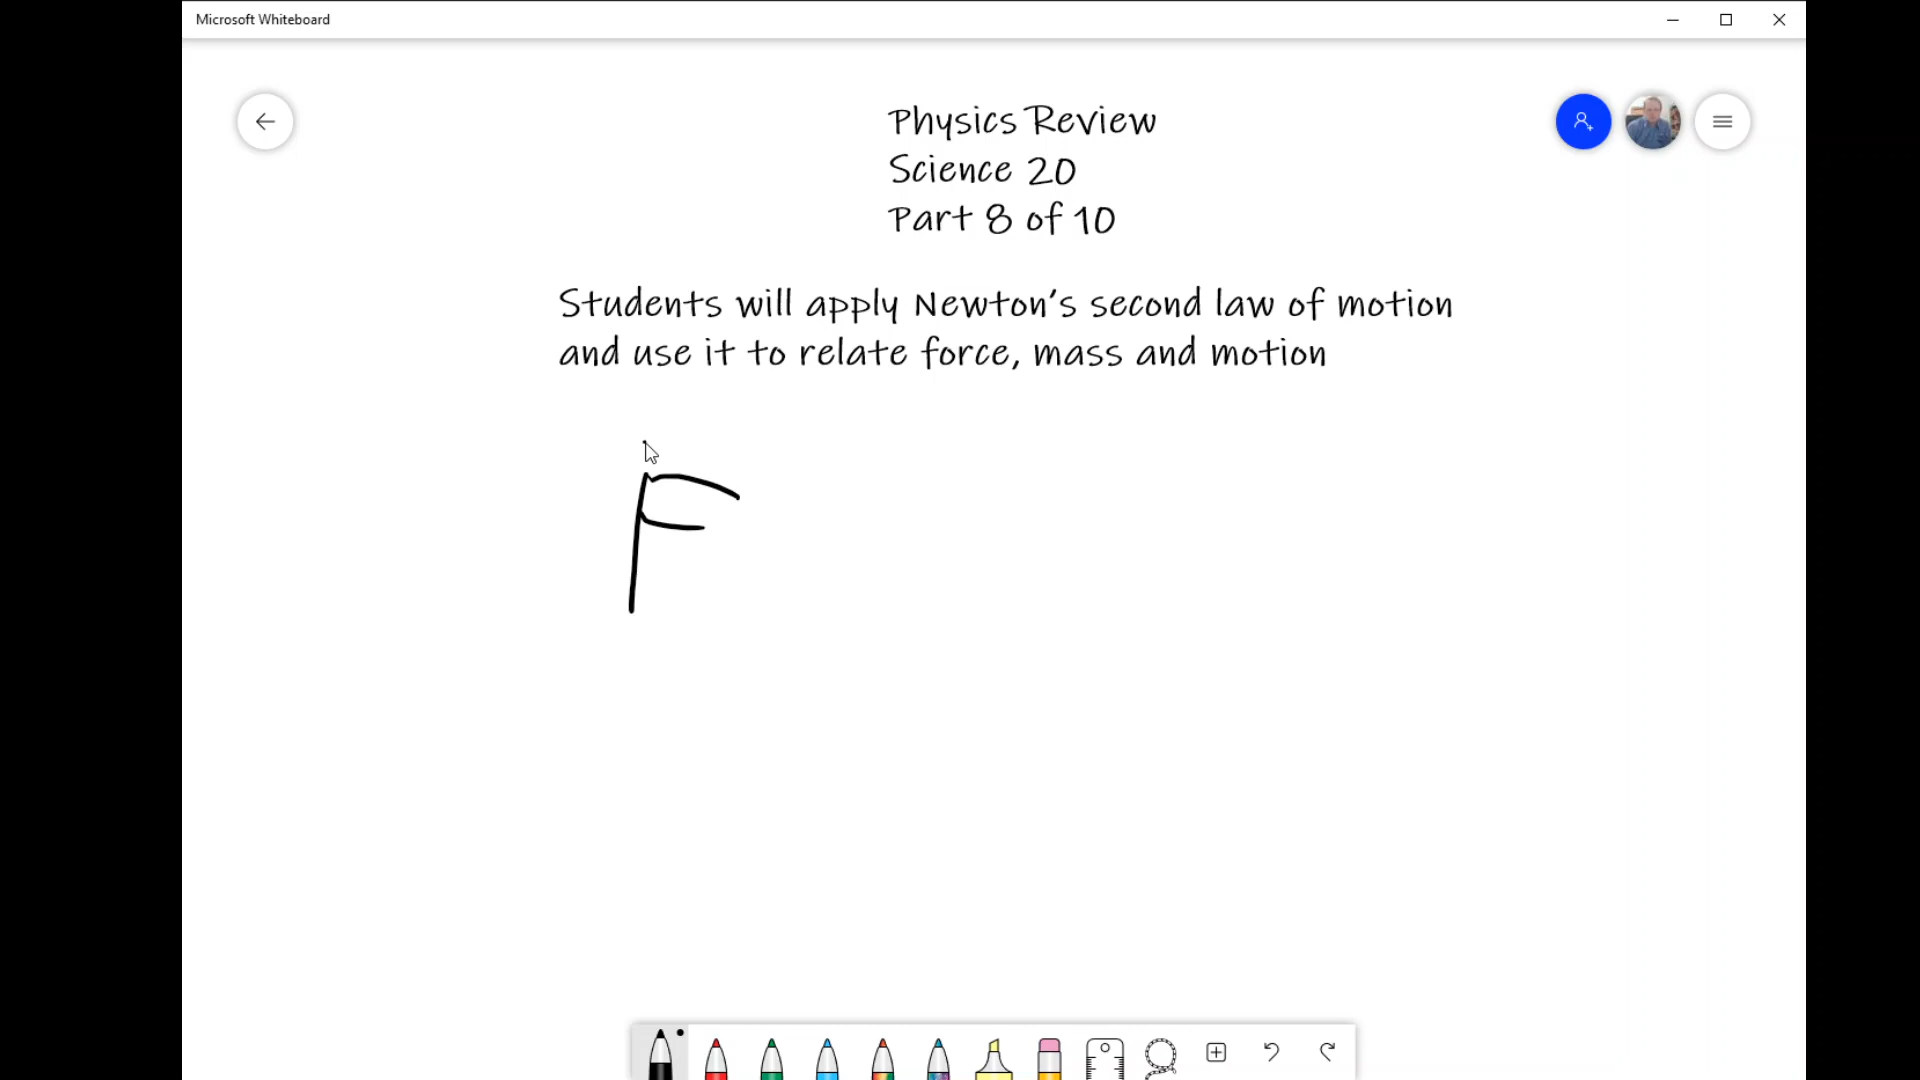 Microsoft Whiteboard
Physics Review
Science 20
Part 8 of 10
Students will apply Newton's second law of motion
and use it to relate force, mass and motion
F